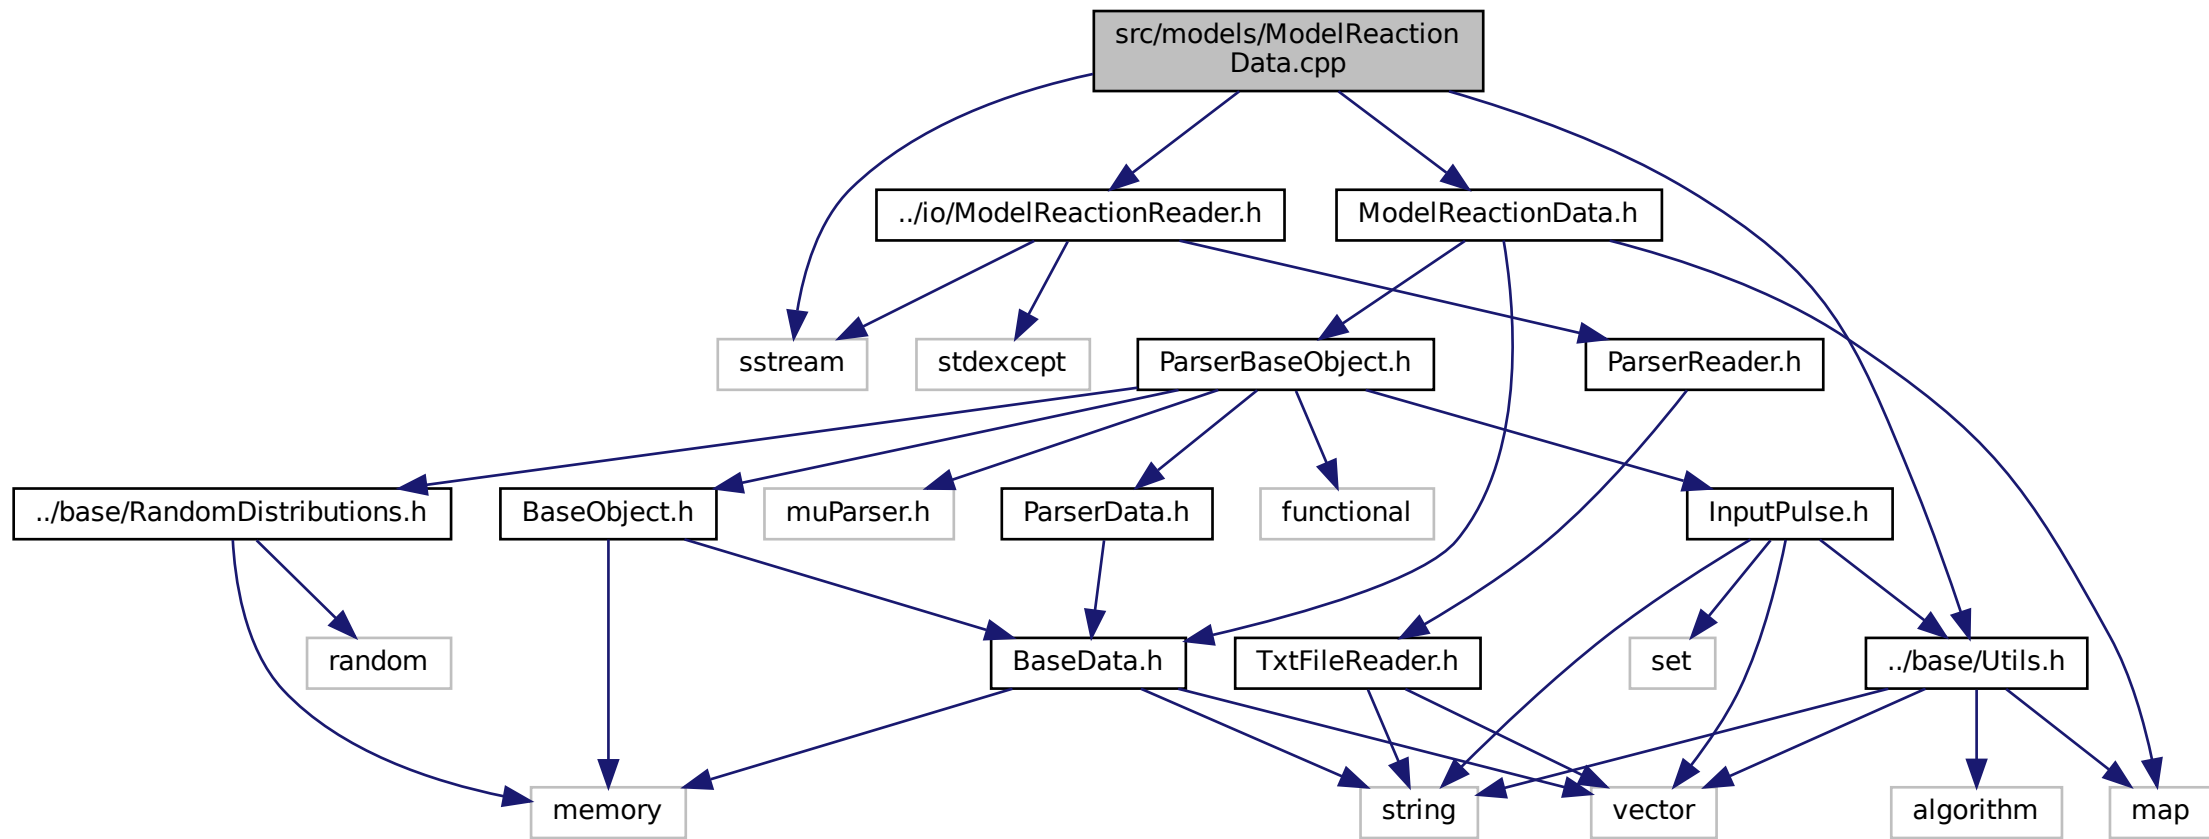 src/models/ModelReaction
Data.cpp
../io/ModelReactionReader.h
ModelReactionData.h
sstream
stdexcept
ParserBaseObject.h
ParserReader.h
../base/RandomDistributions.h
BaseObject.h
muParser.h
ParserData.h
functional
InputPulse.h
random
BaseData.h
TxtFileReader.h
set
../base/Utils.h
memory
string
vector
algorithm
map